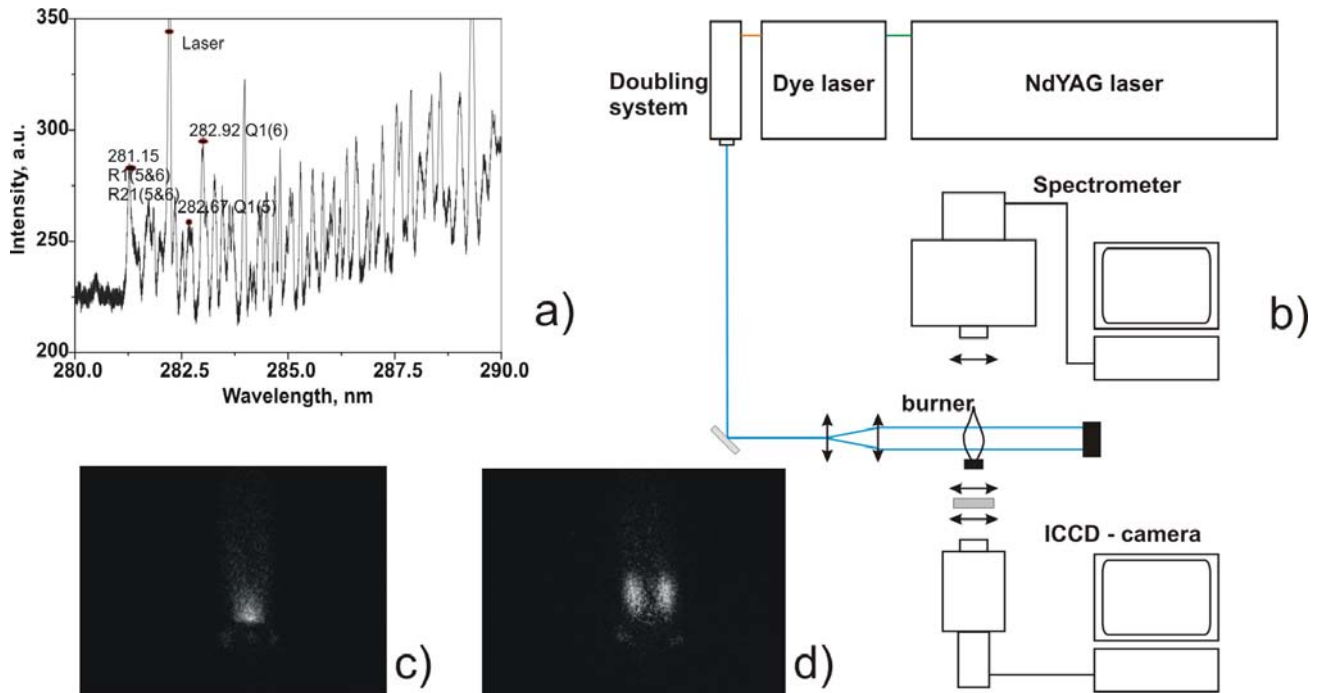 350
300
250
200
Intensity, a.u.
Laser
282.92 Q1(6)
281.15
R1(5&6)
R21(5&6)
282.67 Q1(5)
280.0 282.5 285.0 287.5 290.0
Wavelength, nm
a)
Doubling
system
Dye laser
NdYAG laser
Spectrometer
b)
burner
ICCD - camera
c)
d)